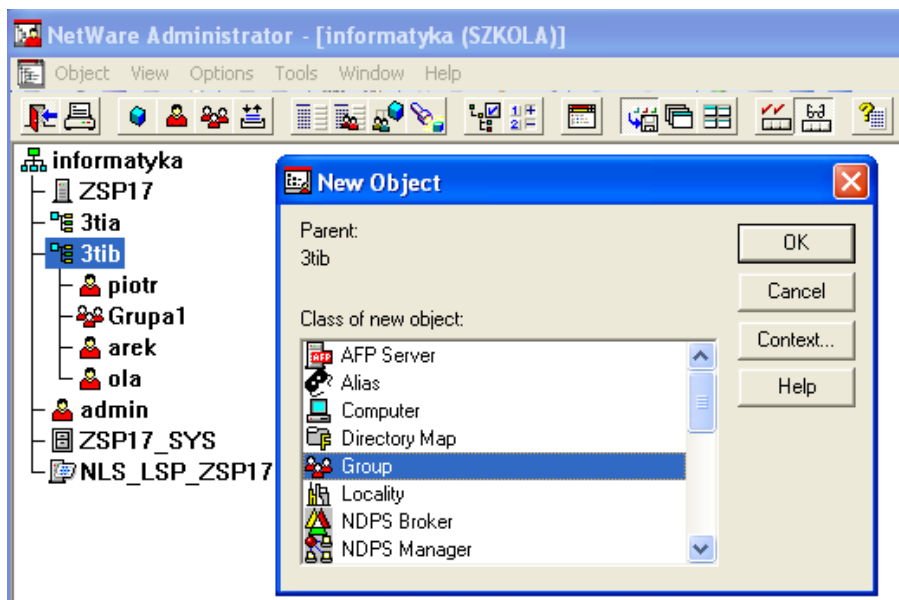 NetWare Administrator - [informatyka (SZKOLA)]
Object View Options Tools Window Help
informatyka
ZSP17
3tia
3tib
piotr
Grupa1
arek
ola
admin
ZSP17_SYS
NLS_LSP_ZSP17
New Object
Parent:
3tib
Class of new object:
AFP Server
Alias
Computer
Directory Map
Group
Locality
NDPS Broker
NDPS Manager
OK
Cancel
Context...
Help